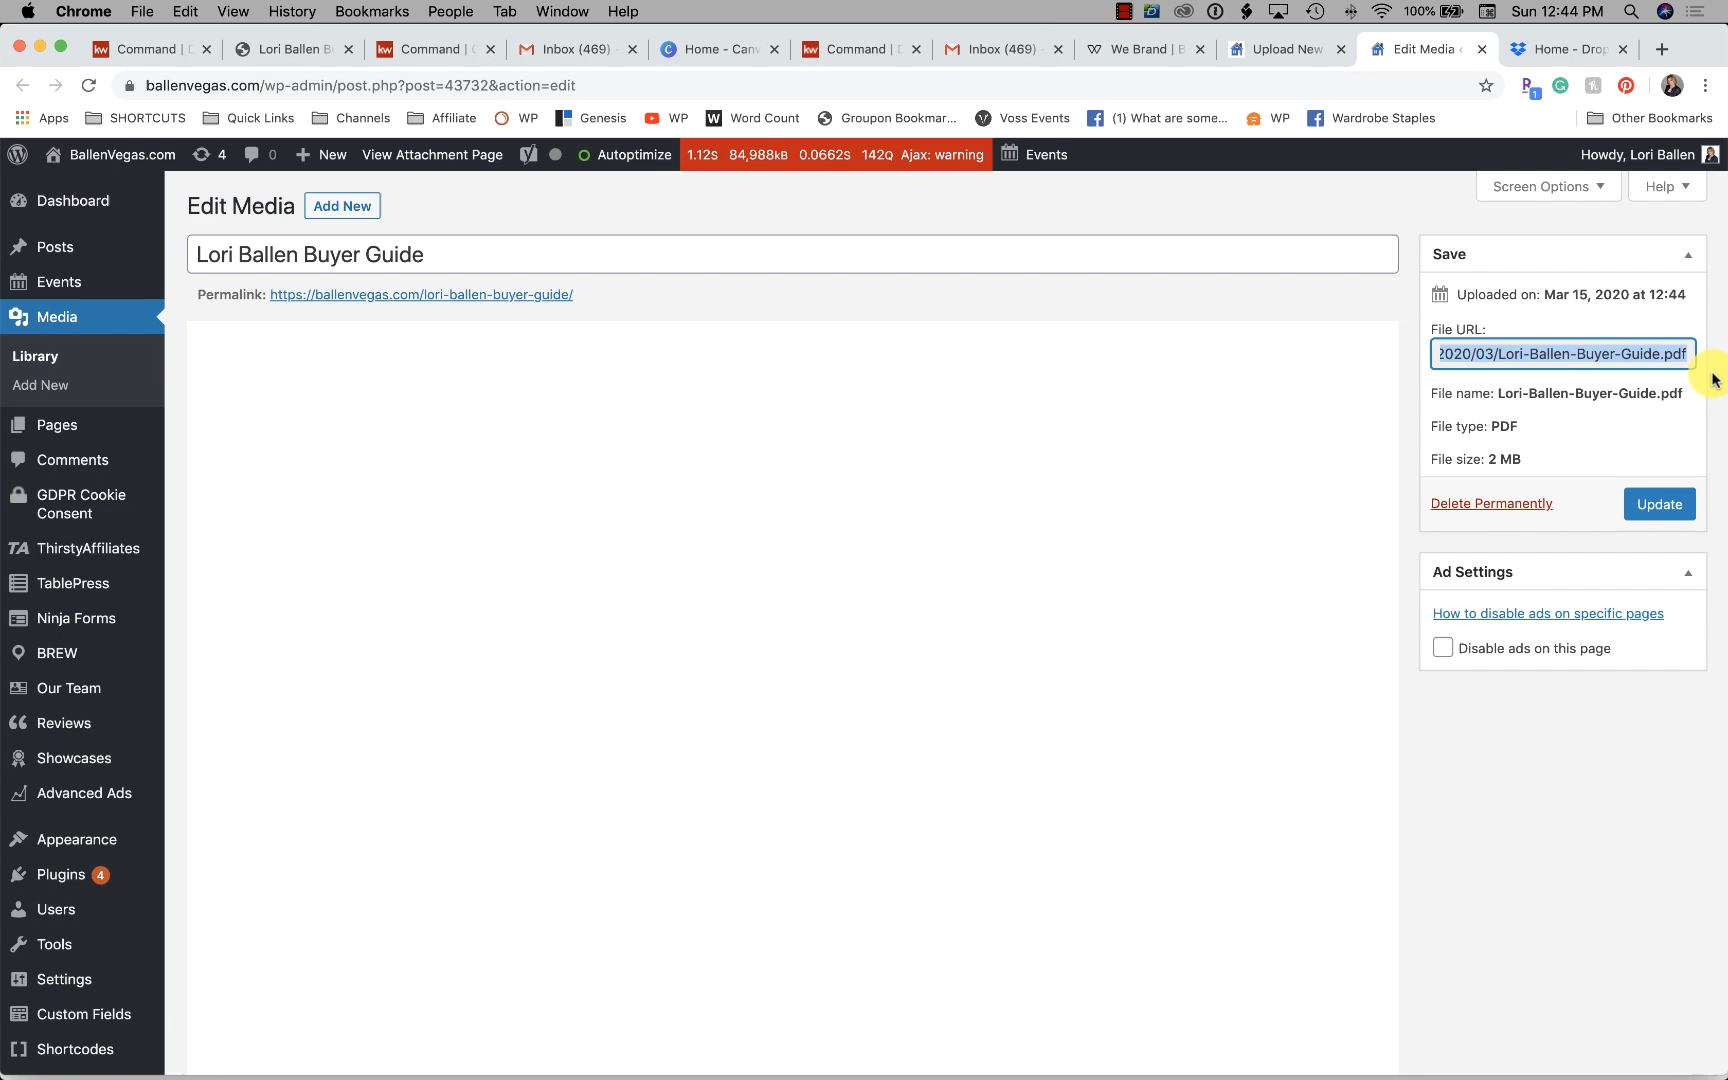 Chrome File Edit View History Bookmarks People Tab Window Help 100% Sun 12:44 PM
Command | Lori Ballen B Command | Inbox (469) Home - Can Command | Inbox (469) We Brand | B Upload New Edit Media Home - Drop
ballenvegas.com/wp-admin/post.php?post=43732&action=edit
Apps SHORTCUTS Quick Links Channels Affiliate WP Genesis WP Word Count Groupon Bookmar... Voss Events (1) What are some... WP Wardrobe Staples Other Bookmarks
BallenVegas.com 4 0 New View Attachment Page Autoptimize 1.12s 84,988KB 0.0662s 142Q Ajax: warning Events Howdy, Lori Ballen
Screen Options Help
Dashboard
Posts
Events
Media
Library
Add New
Pages
Comments
GDPR Cookie
Consent
TA ThirstyAffiliates
TablePress
Ninja Forms
BREW
Our Team
Reviews
Showcases
Advanced Ads
Appearance
Plugins 4
Users
Tools
Settings
Custom Fields
Shortcodes
Edit Media Add New
Lori Ballen Buyer Guide
Permalink: https://ballenvegas.com/lori-ballen-buyer-guide/
Save
Uploaded on: Mar 15, 2020 at 12:44
File URL:
2020/03/Lori-Ballen-Buyer-Guide.pdf
File name: Lori-Ballen-Buyer-Guide.pdf
File type: PDF
File size: 2 MB
Delete Permanently Update
Ad Settings
How to disable ads on specific pages
Disable ads on this page